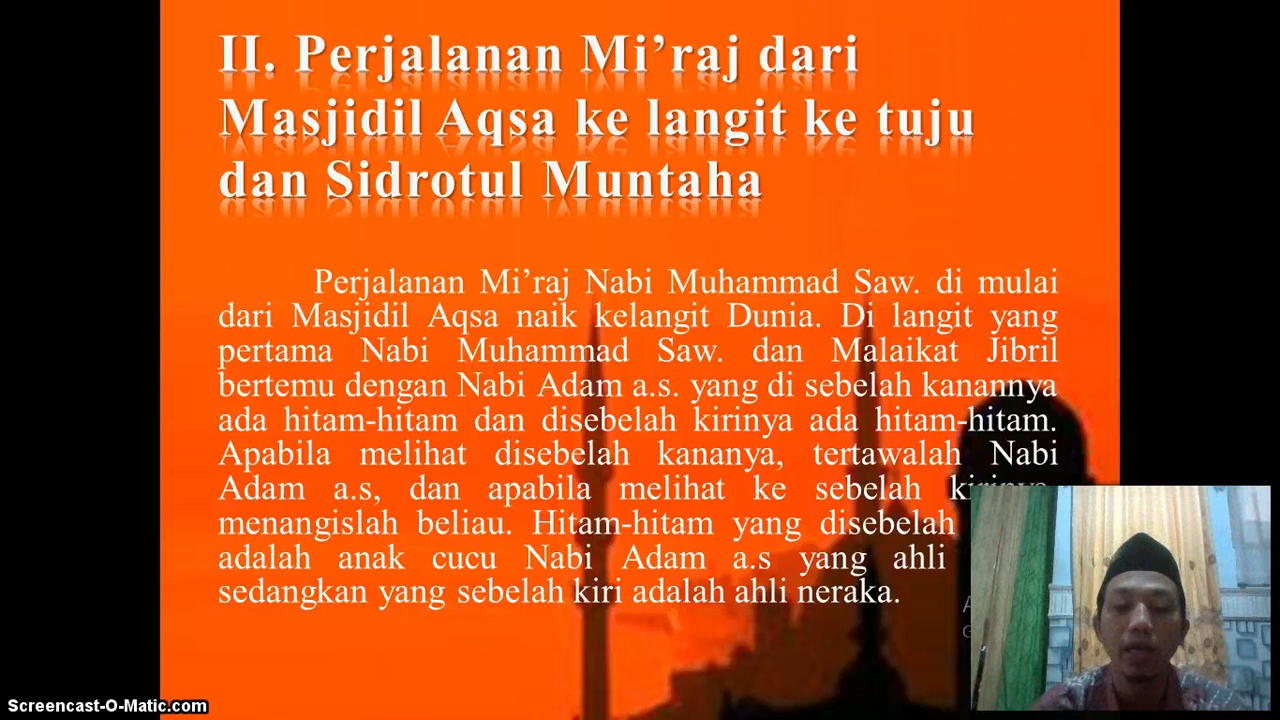 II. Perjalanan Mi’raj dari
Masjidil Aqsa ke langit ke tuju
dan Sidrotul Muntaha
Perjalanan Mi’raj Nabi Muhammad Saw. di mulai
dari Masjidil Aqsa naik kelangit Dunia. Di langit yang
pertama Nabi Muhammad Saw. dan Malaikat Jibril
bertemu dengan Nabi Adam a.s. yang di sebelah kanannya
ada hitam-hitam dan disebelah kirinya ada hitam-hitam.
Apabila melihat disebelah kananya, tertawalah Nabi
Adam a.s, dan apabila melihat ke sebelah kirinya,
menangislah beliau. Hitam-hitam yang disebelah
adalah anak cucu Nabi Adam a.s yang ahli
sedangkan yang sebelah kiri adalah ahli neraka.
Screencast-O-Matic.com